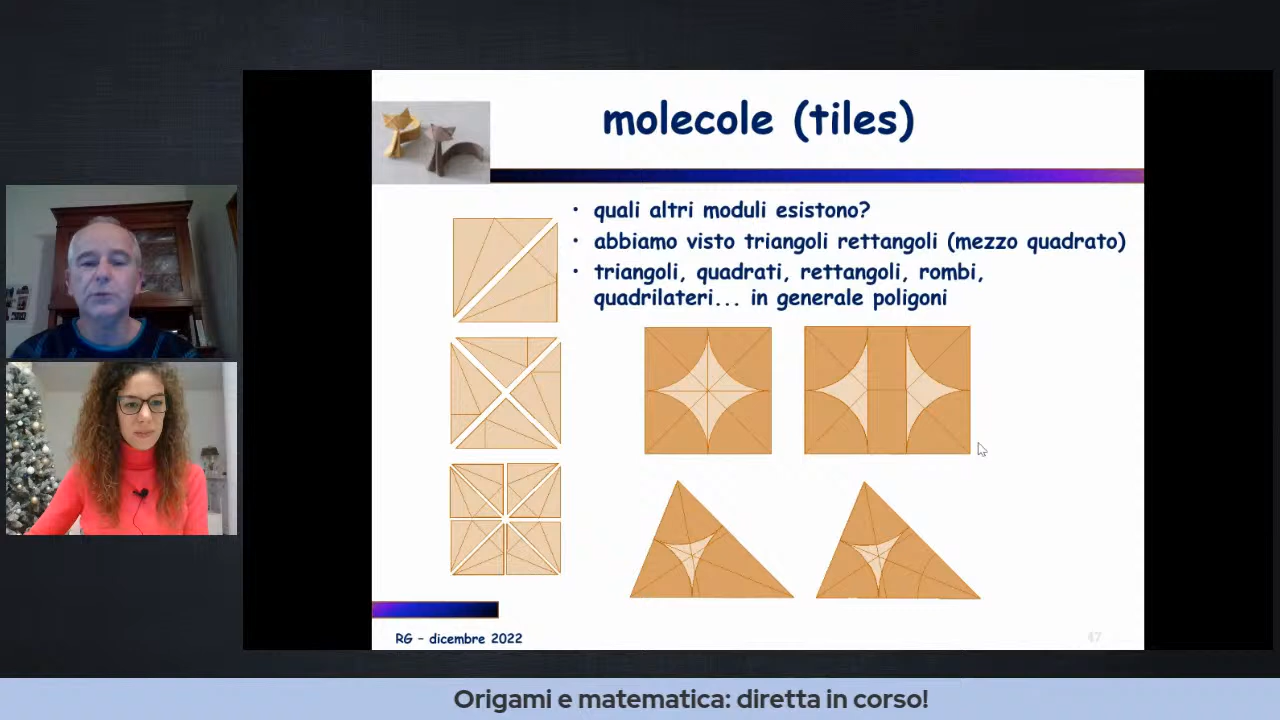 molecole (tiles)
• quali altri moduli esistono?
• abbiamo visto triangoli rettangoli (mezzo quadrato)
• triangoli, quadrati, rettangoli, rombi,
quadrilateri... in generale poligoni
RG - dicembre 2022
47
Origami e matematica: diretta in corso!